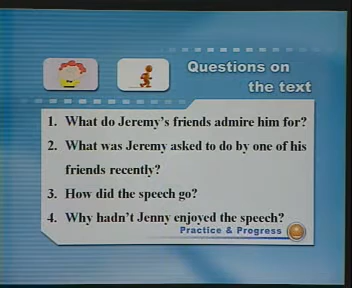 Questions on
the text
1. What do Jeremy's friends admire him for?
2. What was Jeremy asked to do by one of his
friends recently?
3. How did the speech go?
4. Why hadn't Jenny enjoyed the speech?
Practice & Progress